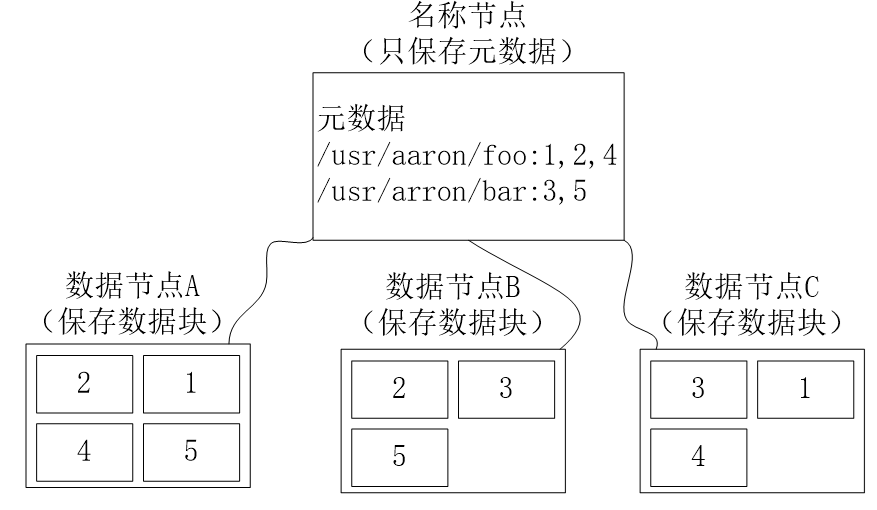 名称节点
（只保存元数据）
元数据
/usr/aaron/foo:1,2,4
/usr/arron/bar:3,5
数据节点A
（保存数据块）
2 1
4 5
数据节点B
（保存数据块）
2 3
5
数据节点C
（保存数据块）
3 1
4